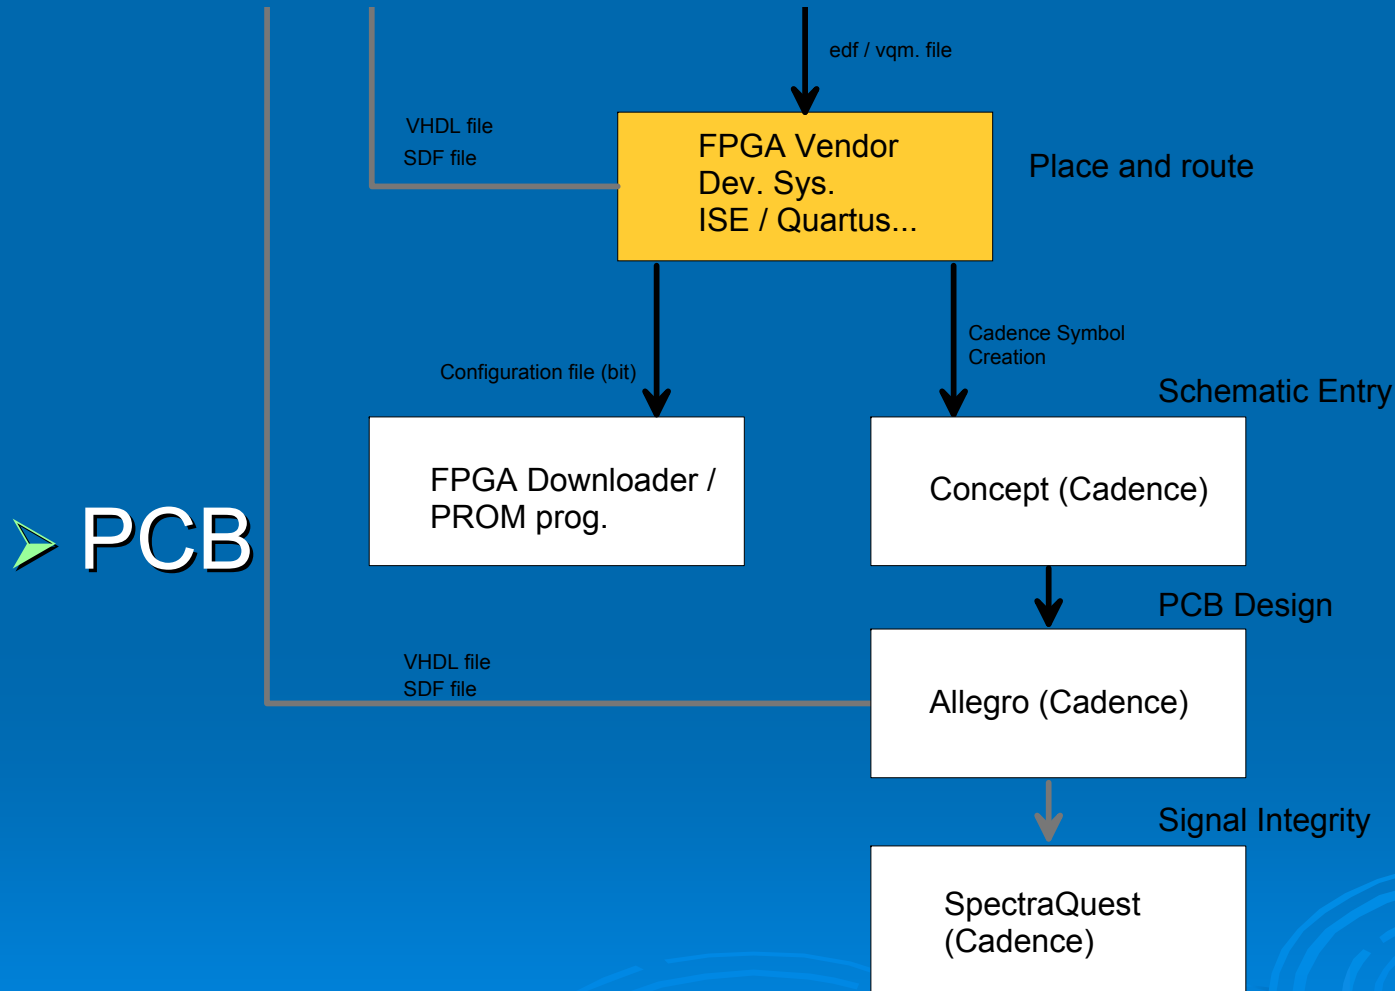 edf / vqm. file
VHDL file
SDF file
FPGA Vendor
Dev. Sys.
ISE / Quartus...
Place and route
Cadence Symbol
Creation
Configuration file (bit)
Schematic Entry
FPGA Downloader /
PROM prog.
Concept (Cadence)
PCB
PCB Design
VHDL file
SDF file
Allegro (Cadence)
Signal Integrity
SpectraQuest
(Cadence)